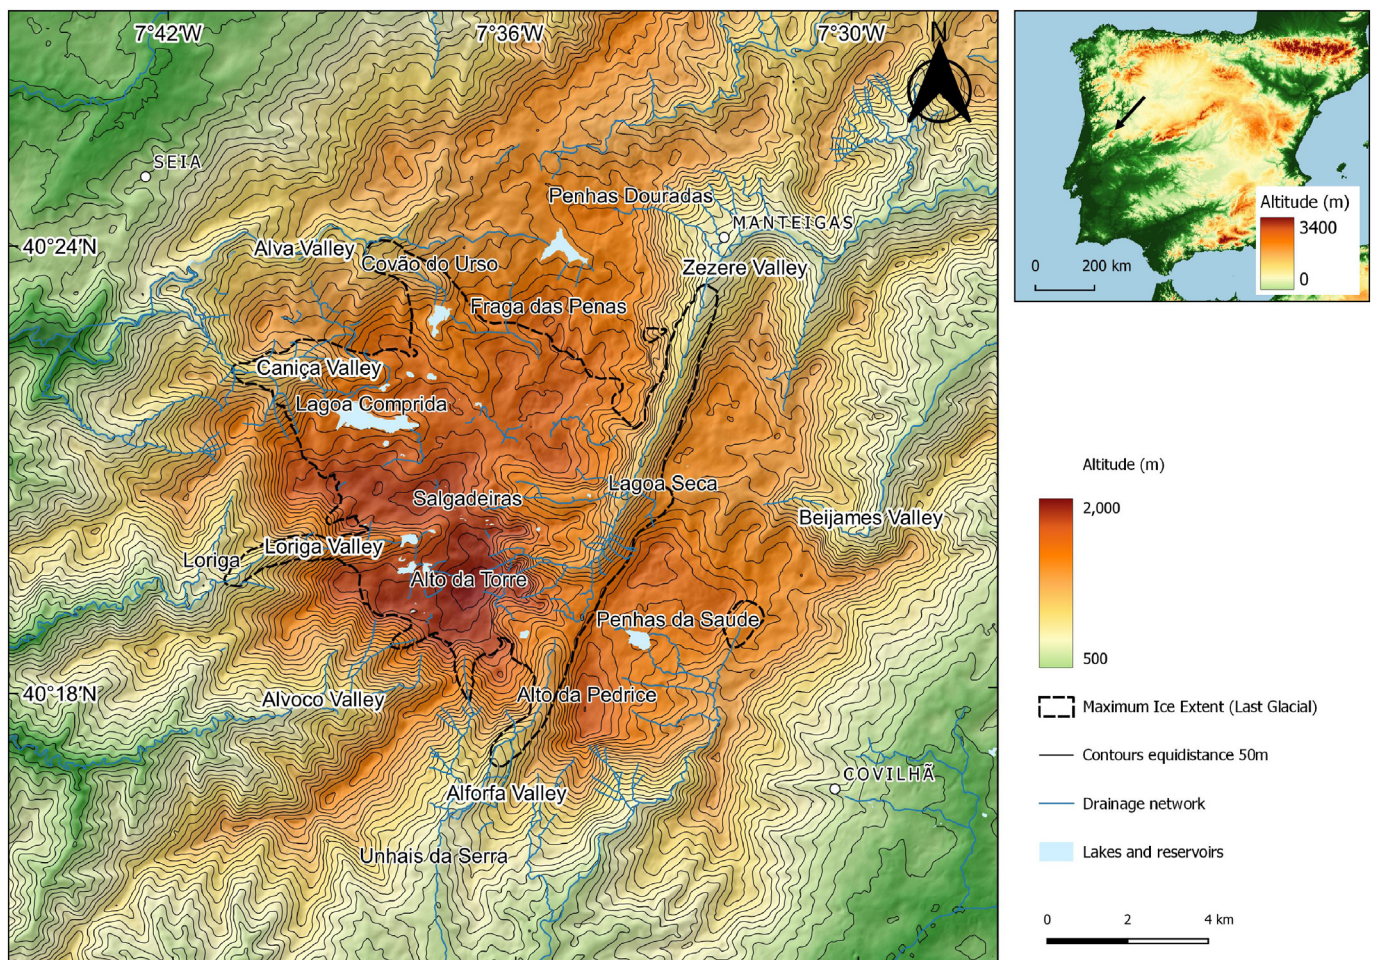 7°42′W
7°36′W
7°30′W
N
SEIA
Penhas Douradas
MANTEIGAS
40°24′N
Alva Valley
Covão do Urso
Zezere Valley
Fraga das Penas
Caniça Valley
Lagoa Comprida
Lagoa Seca
Salgadeiras
Beijames Valley
Loriga Valley
Loriga
Alto da Torre
Penhas da Saúde
40°18′N
Alvoco Valley
Alto da Pedrice
COVILHÃ
Alforfa Valley
Unhais da Serra
Altitude (m)
3400
0
0 200 km
Altitude (m)
2,000
500
Maximum Ice Extent (Last Glacial)
Contours equidistance 50m
Drainage network
Lakes and reservoirs
0 2 4 km